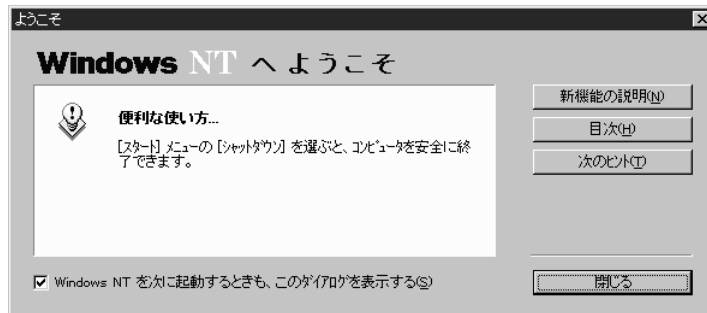 ようこそ
Windows NT へようこそ
便利な使い方...
[ｽﾀｰﾄ] ﾒﾆｭｰの [ｼｬｯﾄﾀﾞｳﾝ] を選ぶと、ｺﾝﾋﾟｭｰﾀを安全に終
了できます。
新機能の説明(N)
目次(H)
次のﾋﾝﾄ(T)
Windows NT を次に起動するときも、このﾀﾞｲｱﾛｸﾞを表示する(S)
閉じる